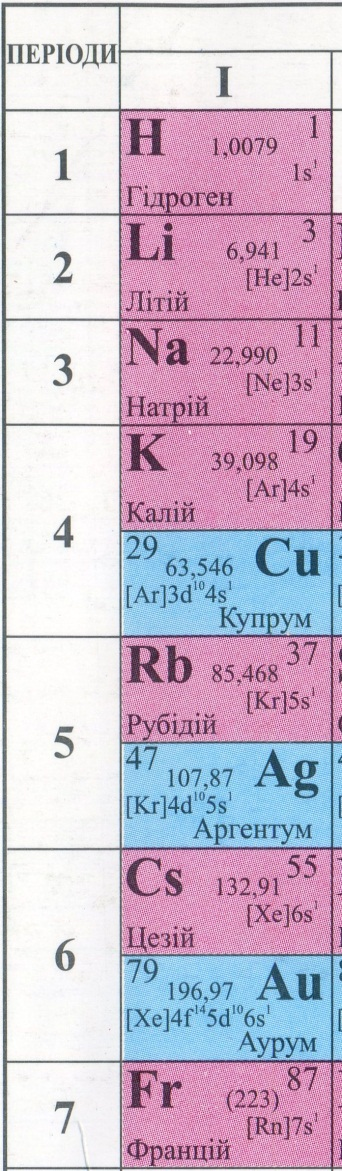 ПЕРІОДИ
I
1
H 1,0079 1
1s¹
Гідроген
2
Li 6,941 3
[He]2s¹
Літій
3
Na 22,990 11
[Ne]3s¹
Натрій
4
K 39,098 19
[Ar]4s¹
Калій
29 63,546 Cu
[Ar]3d¹⁰4s¹
Купрум
5
Rb 85,468 37
[Kr]5s¹
Рубідій
47 107,87 Ag
[Kr]4d¹⁰5s¹
Аргентум
6
Cs 132,91 55
[Xe]6s¹
Цезій
79 196,97 Au
[Xe]4f¹⁴5d¹⁰6s¹
Аурум
7
Fr (223) 87
[Rn]7s¹
Францій